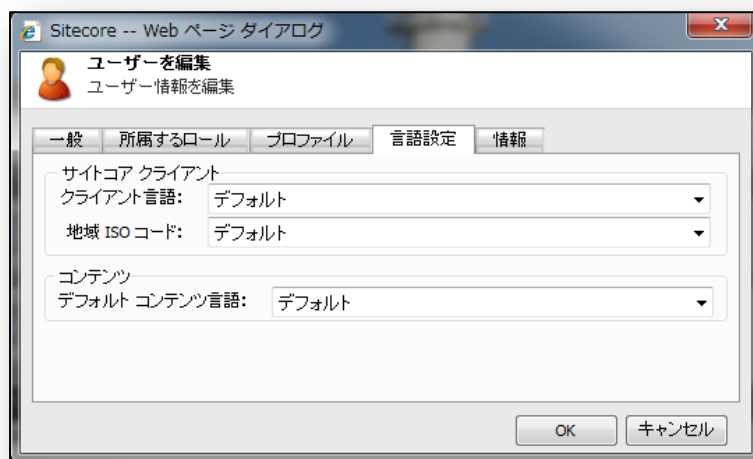 Sitecore -- Web ページ ダイアログ
ユーザーを編集
ユーザー情報を編集
一般 所属するロール プロファイル 言語設定 情報
サイトコア クライアント
クライアント言語: デフォルト
地域 ISO コード: デフォルト
コンテンツ
デフォルト コンテンツ言語: デフォルト
OK キャンセル